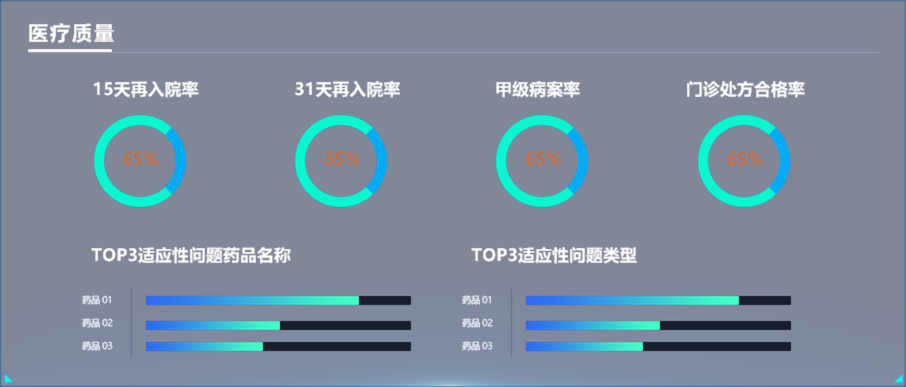 医疗质量
15天再入院率 31天再入院率 甲级病案率 门诊处方合格率
65% 65% 65% 65%
TOP3适应性问题药品名称 TOP3适应性问题类型
药品 01 药品 01
药品 02 药品 02
药品 03 药品 03